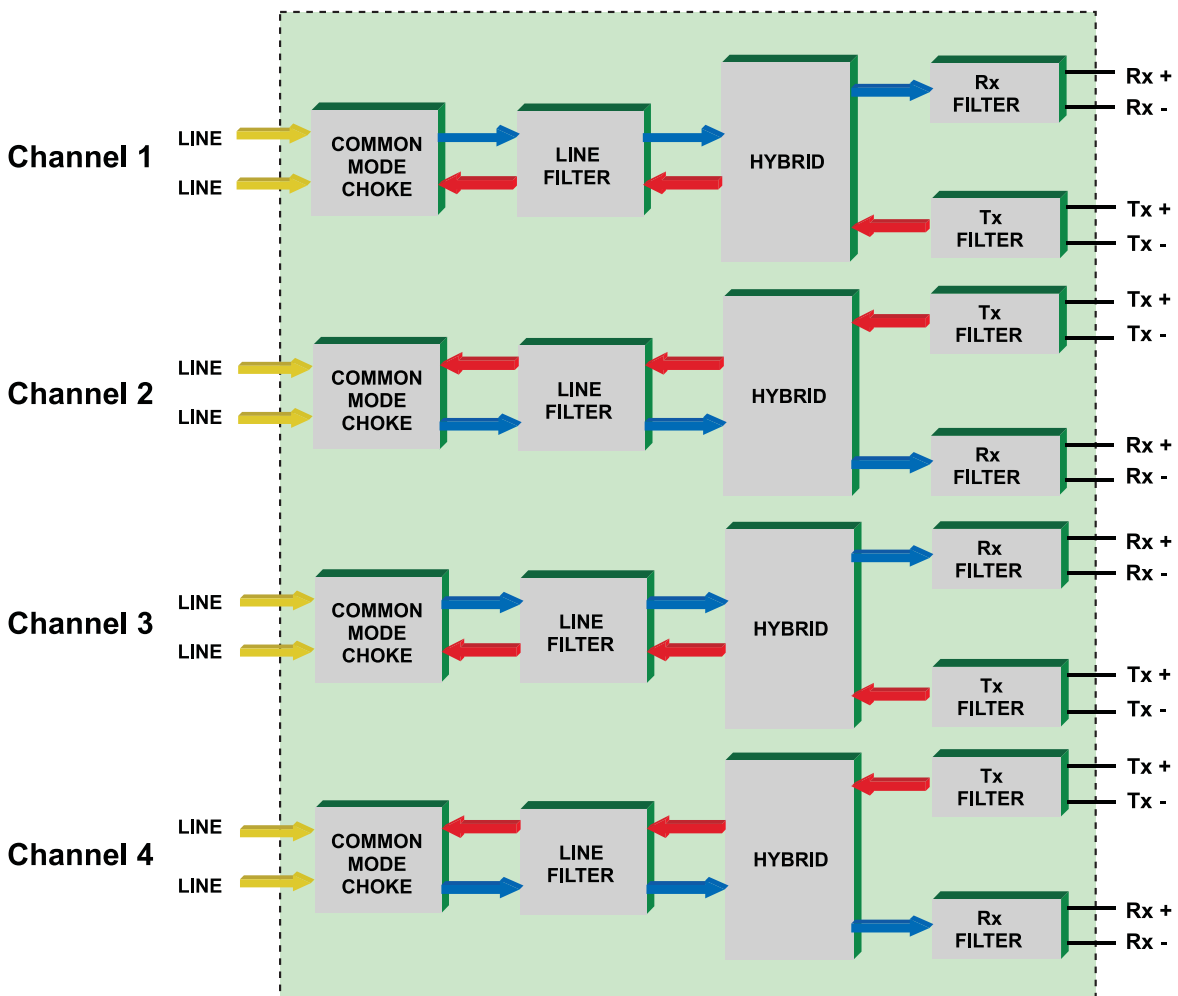 Channel 1
LINE
LINE
COMMON
MODE
CHOKE
LINE
FILTER
HYBRID
Rx
FILTER
Rx +
Rx -
Tx
FILTER
Tx +
Tx -
Channel 2
LINE
LINE
COMMON
MODE
CHOKE
LINE
FILTER
HYBRID
Tx
FILTER
Tx +
Tx -
Rx
FILTER
Rx +
Rx -
Channel 3
LINE
LINE
COMMON
MODE
CHOKE
LINE
FILTER
HYBRID
Rx
FILTER
Rx +
Rx -
Tx
FILTER
Tx +
Tx -
Channel 4
LINE
LINE
COMMON
MODE
CHOKE
LINE
FILTER
HYBRID
Tx
FILTER
Tx +
Tx -
Rx
FILTER
Rx +
Rx -